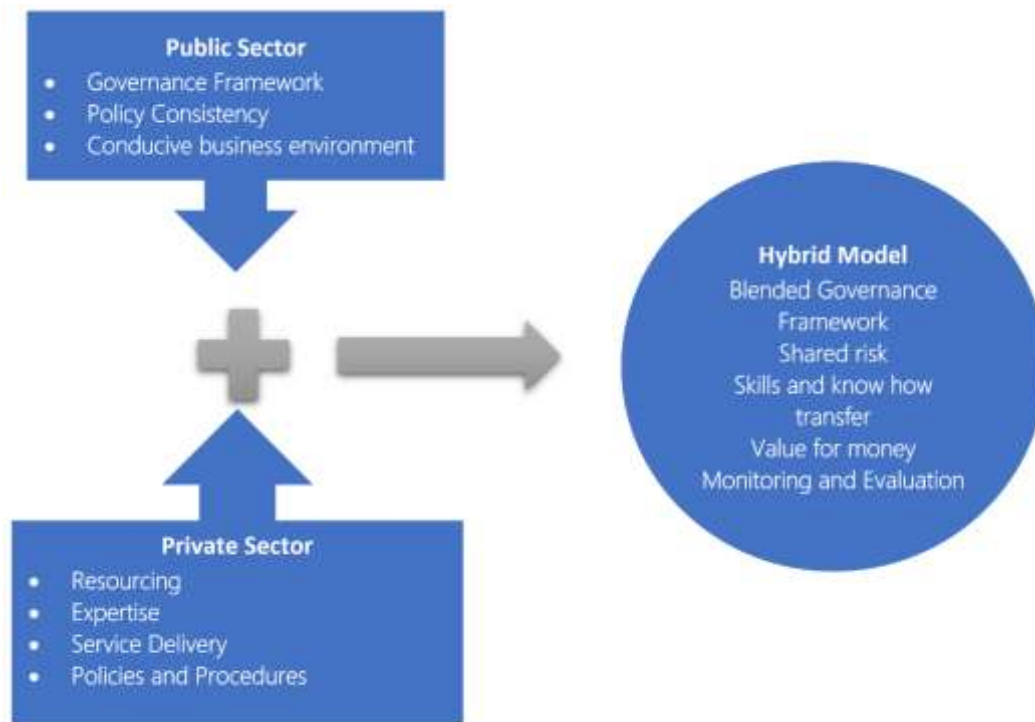 Public Sector
• Governance Framework
• Policy Consistency
• Conducive business environment
Hybrid Model
Blended Governance
Framework
Shared risk
Skills and know how
transfer
Value for money
Monitoring and Evaluation
Private Sector
• Resourcing
• Expertise
• Service Delivery
• Policies and Procedures